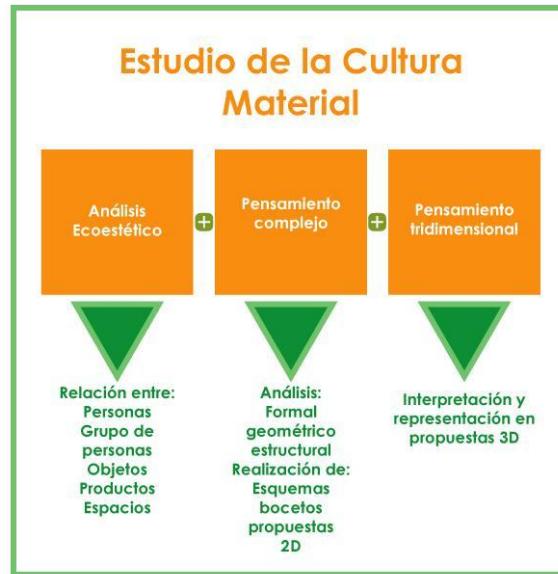 Estudio de la Cultura
Material
Análisis
Ecoestético
+
Pensamiento
complejo
+
Pensamiento
tridimensional
Relación entre:
Personas
Grupo de
personas
Objetos
Productos
Espacios
Análisis:
Formal
geométrico
estructural
Realización de:
Esquemas
bocetos
propuestas
2D
Interpretación y
representación en
propuestas 3D